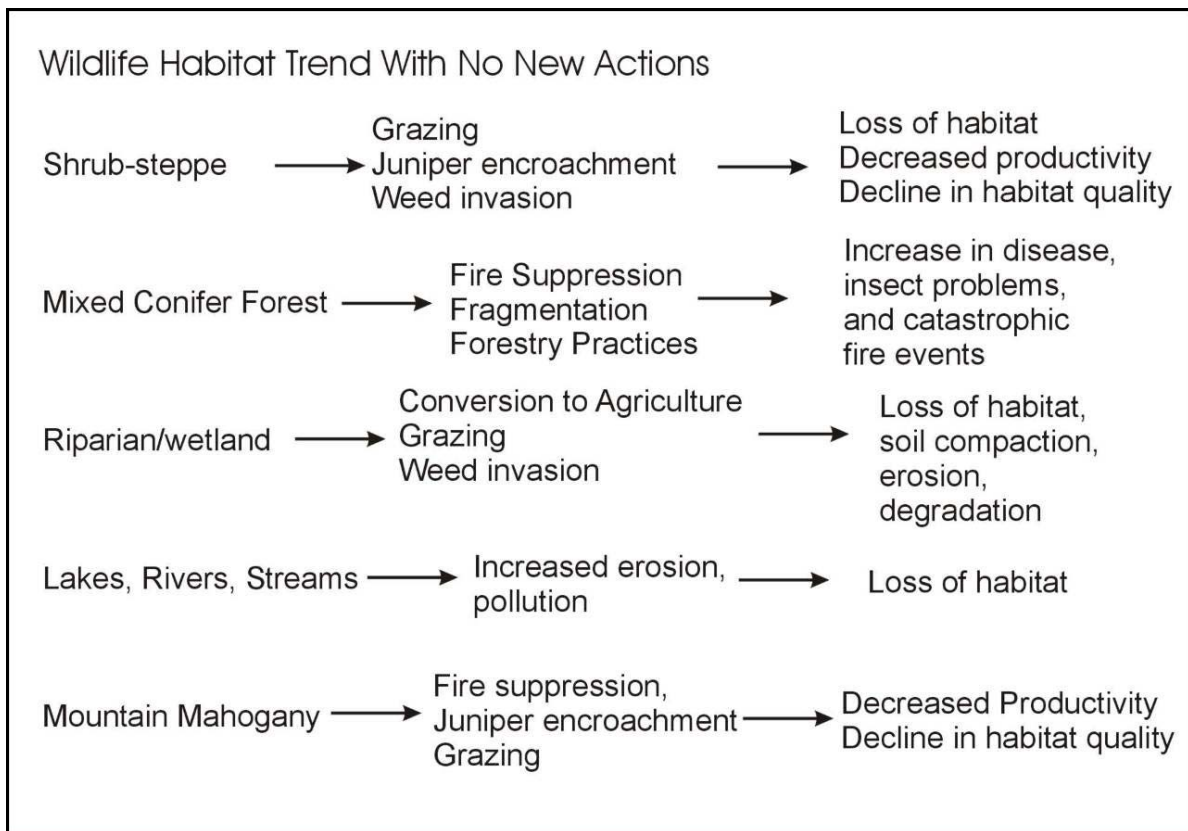 Wildlife Habitat Trend With No New Actions
Shrub-steppe
Grazing
Juniper encroachment
Weed invasion
Loss of habitat
Decreased productivity
Decline in habitat quality
Mixed Conifer Forest
Fire Suppression
Fragmentation
Forestry Practices
Increase in disease,
insect problems,
and catastrophic
fire events
Riparian/wetland
Conversion to Agriculture
Grazing
Weed invasion
Loss of habitat,
soil compaction,
erosion,
degradation
Lakes, Rivers, Streams
Increased erosion,
pollution
Loss of habitat
Mountain Mahogany
Fire suppression,
Juniper encroachment
Grazing
Decreased Productivity
Decline in habitat quality